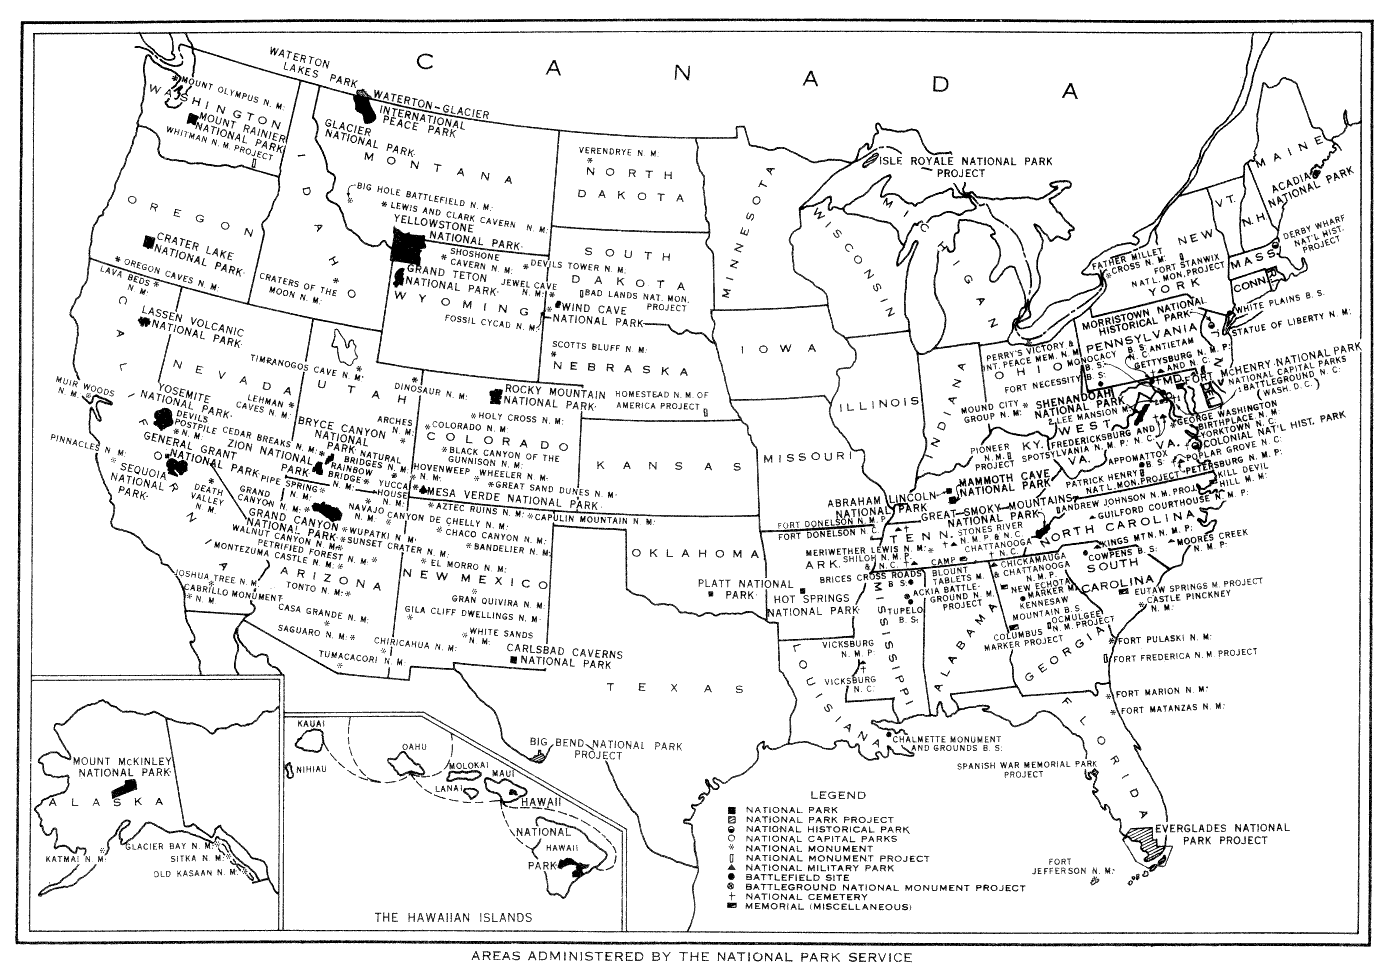 C A N A D A
WATERTON
LAKES PARK
WATERTON-GLACIER
INTERNATIONAL
PEACE PARK
GLACIER
NATIONAL PARK
MOUNT OLYMPUS N. M.
WASHINGTON
MOUNT RAINIER
NATIONAL PARK
WHITMAN N. M. PROJECT
MONTANA
IDAHO
OREGON
CRATER LAKE
NATIONAL PARK
OREGON CAVES N. M.
LAVA BEDS
N. M.
BIG HOLE BATTLEFIELD N. M.
LEWIS AND CLARK CAVERN N. M.
YELLOWSTONE
NATIONAL PARK
SHOSHONE
CAVERN N. M.
DEVILS TOWER N. M.
GRAND TETON
NATIONAL PARK
JEWEL CAVE
N. M.
WYOMING
FOSSIL CYCAD N. M.
CRATERS OF THE
MOON N. M.
VERENDRYE N. M.
NORTH
DAKOTA
SOUTH
DAKOTA
BAD LANDS NAT. MON.
PROJECT
WIND CAVE
NATIONAL PARK
SCOTTS BLUFF N. M.
NEBRASKA
HOMESTEAD N. M. OF
AMERICA PROJECT
MINNESOTA
WISCONSIN
MICHIGAN
ISLE ROYALE NATIONAL PARK
PROJECT
IOWA
ILLINOIS
INDIANA
OHIO
MISSOURI
KANSAS
LASSEN VOLCANIC
NATIONAL PARK
CALIFORNIA
NEVADA
UTAH
TIMPANOGOS CAVE N. M.
LEHMAN
CAVES N. M.
MUIR WOODS
N. M.
YOSEMITE
NATIONAL PARK
DEVILS
POSTPILE
N. M.
GENERAL GRANT
NATIONAL PARK
PINNACLES N. M.
SEQUOIA
NATIONAL
PARK
DEATH
VALLEY
N. M.
CEDAR BREAKS N. M.
ZION NATIONAL
PARK
BRYCE CANYON
NATIONAL
PARK
ARCHES
N. M.
NATURAL
BRIDGES N. M.
RAINBOW
BRIDGE
N. M.
PIPE SPRING
N. M.
DINOSAUR N. M.
ROCKY MOUNTAIN
NATIONAL PARK
HOLY CROSS N. M.
COLORADO N. M.
COLORADO
BLACK CANYON OF THE
GUNNISON N. M.
HOVENWEEP
N. M.
WHEELER N. M.
GREAT SAND DUNES N. M.
YUCCA
HOUSE
N. M.
MESA VERDE NATIONAL PARK
AZTEC RUINS N. M.
CAPULIN MOUNTAIN N. M.
GRAND
CANYON
N. M.
GRAND CANYON
NATIONAL PARK
NAVAJO
N. M.
CANYON DE CHELLY N. M.
CHACO CANYON N. M.
BANDELIER N. M.
WUPATKI N. M.
SUNSET CRATER N. M.
WALNUT CANYON N. M.
PETRIFIED FOREST N. M.
MONTEZUMA CASTLE N. M.
EL MORRO N. M.
ARIZONA
NEW MEXICO
TONTO N. M.
GRAN QUIVIRA N. M.
JOSHUA TREE N. M.
CABRILLO MONUMENT
N. M.
CASA GRANDE N. M.
SAGUARO N. M.
TUMACACORI N. M.
CHIRICAHUA N. M.
GILA CLIFF DWELLINGS N. M.
WHITE SANDS
N. M.
CARLSBAD CAVERNS
NATIONAL PARK
TEXAS
BIG BEND NATIONAL PARK
PROJECT
OKLAHOMA
PLATT NATIONAL
PARK
HOT SPRINGS
NATIONAL PARK
ARK.
LOUISIANA
MISSISSIPPI
ALABAMA
GEORGIA
FLORIDA
VICKSBURG
N. M. P.
VICKSBURG
N. C.
CHALMETTE MONUMENT
AND GROUNDS B. S.
FORT DONELSON N. M. P.
FORT DONELSON N. C.
TENN.
MERIWETHER LEWIS N. M.
SHILOH N. M. P.
& N. C.
BRICES CROSS ROADS
B. S.
TUPELO
B. S.
ACKIA BATTLE-
GROUND N. M.
PROJECT
CAMP
BLOUNT
TABLETS M.
STONES RIVER
N. M. P. & N. C.
CHATTANOOGA
N. C.
CHICKAMAUGA
& CHATTANOOGA
N. M. P.
NEW ECHOTA
MARKER M.
KENNESAW
MOUNTAIN B. S.
OCMULGEE
N. M. PROJECT
COLUMBUS
MARKER PROJECT
ABRAHAM LINCOLN
NATIONAL PARK
MAMMOTH CAVE
NATIONAL PARK
GREAT SMOKY MOUNTAINS
NATIONAL PARK
KY.
PIONEER
N. M.
PROJECT
MOUND CITY
GROUP N. M.
PERRY'S VICTORY &
INT. PEACE MEM. N. M.
FORT NECESSITY
B. S.
MONOCACY
B. S.
ANTIETAM
B. S.
N. C.
GETTYSBURG N. M. P.
AND N. C.
PENNSYLVANIA
MORRISTOWN NATIONAL
HISTORICAL PARK
NEW
YORK
FATHER MILLET
CROSS N. M.
FORT STANWIX
NAT'L. MON. PROJECT
VT.
N. H.
MAINE
ACADIA
NATIONAL PARK
DERBY WHARF
NAT'L HIST.
PROJECT
MASS.
CONN.
WHITE PLAINS B. S.
STATUE OF LIBERTY N. M.
MD.
DEL.
FORT McHENRY NATIONAL PARK
NATIONAL CAPITAL PARKS
BATTLEGROUND N. C.
(WASH. D. C.)
SHENANDOAH
NATIONAL PARK
LEE MANSION M.
WEST
VA.
VA.
FREDERICKSBURG AND
SPOTSYLVANIA N. M. P. N. C.
GEORGE WASHINGTON
BIRTHPLACE N. M.
YORKTOWN N. C.
COLONIAL NAT'L HIST. PARK
POPLAR GROVE N. C.
PETERSBURG N. M. P.
APPOMATTOX
B. S.
PATRICK HENRY
NAT'L MON. PROJECT
ANDREW JOHNSON N. M. PROJ.
GUILFORD COURTHOUSE N. M. P.
KILL DEVIL
HILL M. M.
NORTH CAROLINA
KINGS MTN. N. M. P.
COWPENS B. S.
MOORES CREEK
N. M. P.
SOUTH
CAROLINA
EUTAW SPRINGS M. PROJECT
CASTLE PINCKNEY
N. M.
FORT PULASKI N. M.
FORT FREDERICA N. M. PROJECT
FORT MARION N. M.
FORT MATANZAS N. M.
SPANISH WAR MEMORIAL PARK
PROJECT
EVERGLADES NATIONAL
PARK PROJECT
FORT
JEFFERSON N. M.
MOUNT McKINLEY
NATIONAL PARK
ALASKA
GLACIER BAY N. M.
KATMAI N. M.
SITKA N. M.
OLD KASAAN N. M.
KAUAI
NIHIAU
OAHU
MOLOKAI
LANAI
MAUI
HAWAII
NATIONAL
HAWAII
PARK
THE HAWAIIAN ISLANDS
LEGEND
NATIONAL PARK
NATIONAL PARK PROJECT
NATIONAL HISTORICAL PARK
NATIONAL CAPITAL PARKS
NATIONAL MONUMENT
NATIONAL MONUMENT PROJECT
NATIONAL MILITARY PARK
BATTLEFIELD SITE
BATTLEGROUND NATIONAL MONUMENT PROJECT
NATIONAL CEMETERY
MEMORIAL (MISCELLANEOUS)
AREAS ADMINISTERED BY THE NATIONAL PARK SERVICE